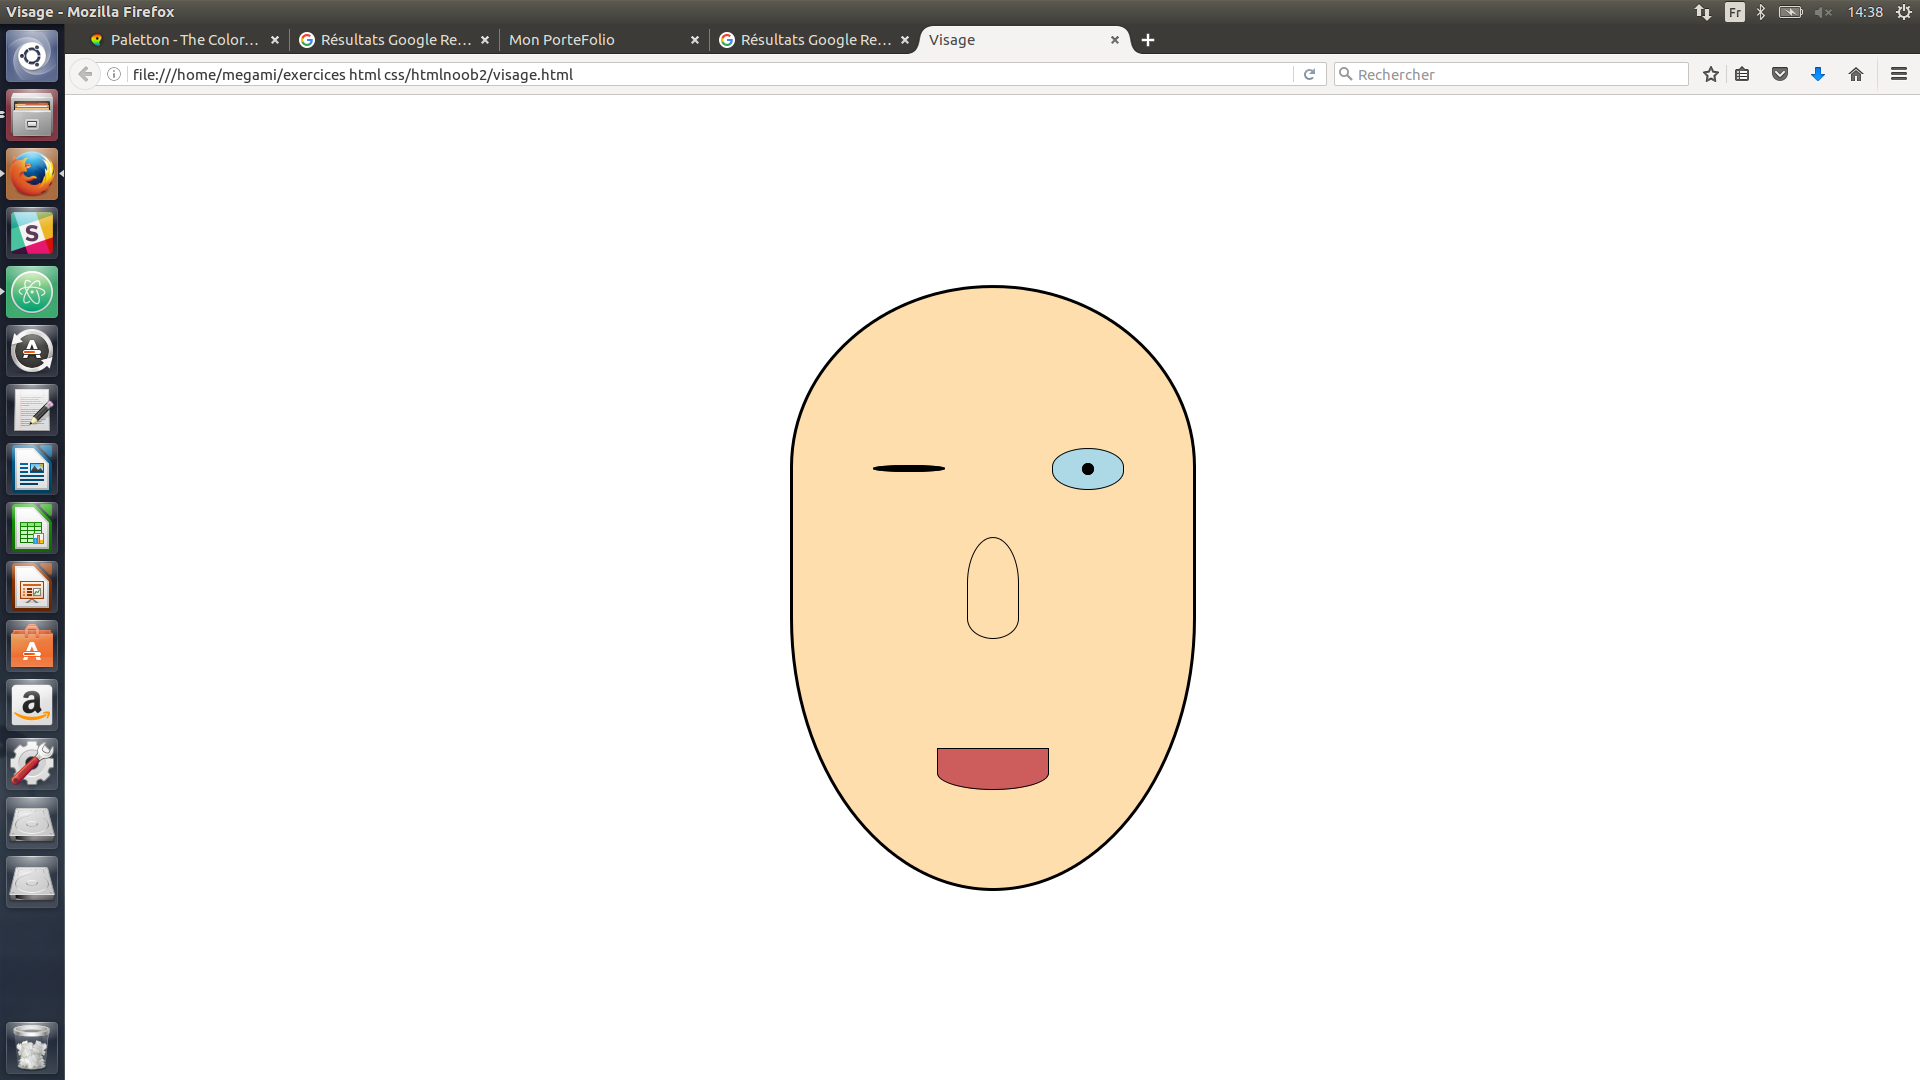 Visage - Mozilla Firefox
Fr
14:38
Paletton - The Color...
Résultats Google Re...
Mon PorteFolio
Résultats Google Re...
Visage
file:///home/megami/exercices html css/htmlnoob2/visage.html
Rechercher
S
A
A
a